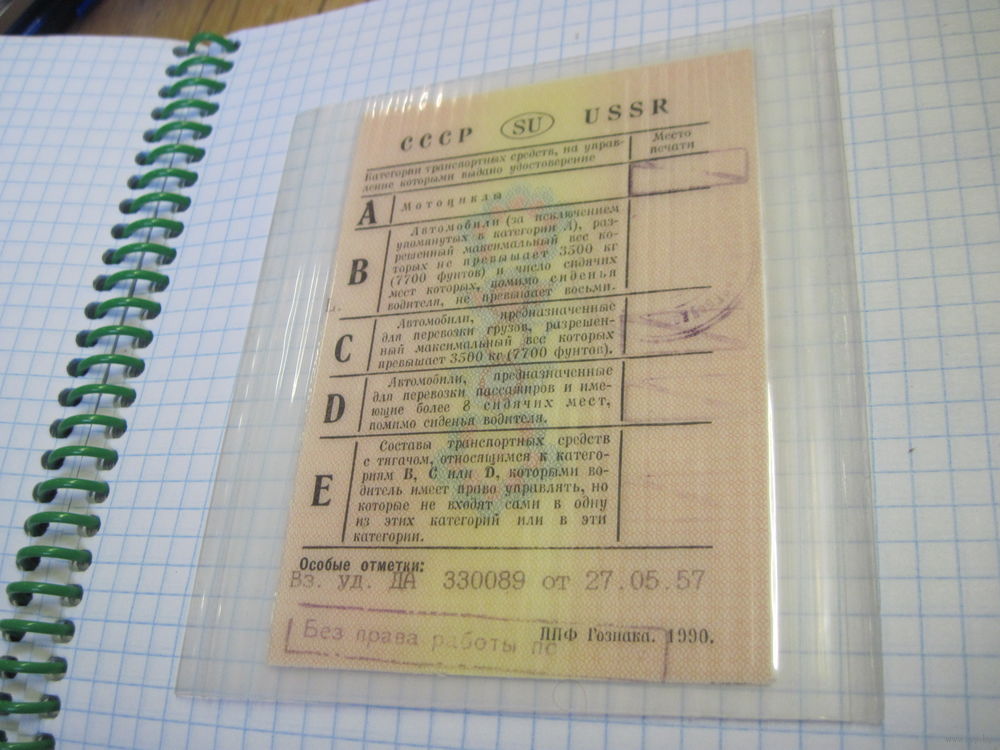 СССР SU USSR
Категории транспортных средств, на управ-
ление которыми выдано удостоверение
Место
печати
A Мотоциклы
B Автомобили (за исключением
упомянутых в категории A), раз-
решенный максимальный вес ко-
торых не превышает 3500 кг
(7700 фунтов) и число сидячих
мест которых, помимо сиденья
водителя, не превышает восьми.
C Автомобили, предназначенные
для перевозки грузов, разрешен-
ный максимальный вес которых
превышает 3500 кг (7700 фунтов).
D Автомобили, предназначенные
для перевозки пассажиров и име-
ющие более 8 сидячих мест,
помимо сиденья водителя.
E Составы транспортных средств
с тягачом, относящимся к катего-
риям B, C или D, которыми во-
дитель имеет право управлять, но
которые не входят сами в одну
из этих категорий или в эти
категории.
Особые отметки:
Вз. уд. ДА 330089 от 27.05.57
Без права работы по
ППФ Гознака. 1990.